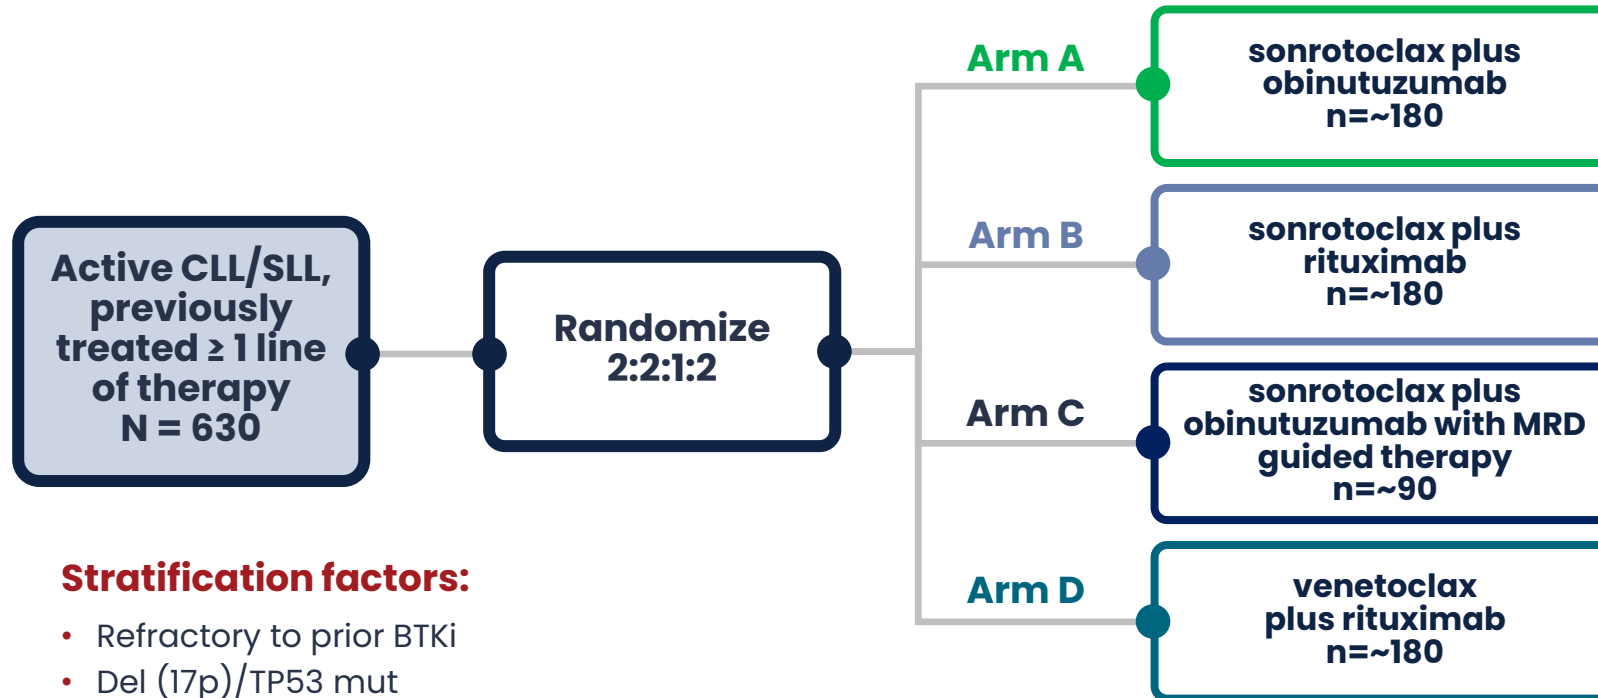 Active CLL/SLL,
previously
treated ≥ 1 line
of therapy
N = 630
Randomize
2:2:1:2
Arm A
sonrotoclax plus
obinutuzumab
n=~180
Arm B
sonrotoclax plus
rituximab
n=~180
Arm C
sonrotoclax plus
obinutuzumab with MRD
guided therapy
n=~90
Arm D
venetoclax
plus rituximab
n=~180
Stratification factors:
• Refractory to prior BTKi
• Del (17p)/TP53 mut